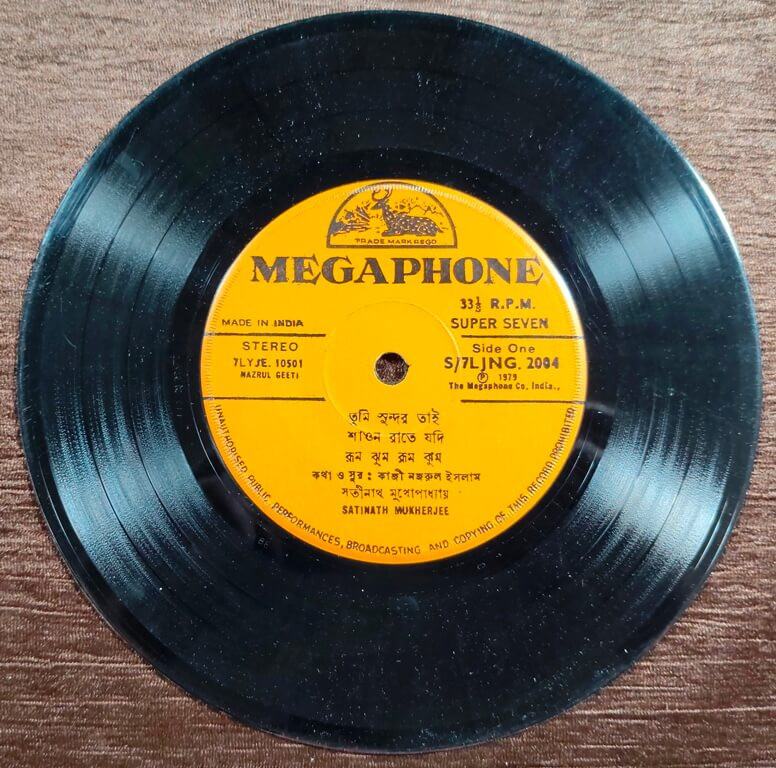 TRADE MARK REGD
MEGAPHONE
33⅓ R.P.M.
MADE IN INDIA
SUPER SEVEN
STEREO
Side One
7LYJE. 10501
S/7LJNG. 2004
NAZRUL GEETI
Ⓟ 1979
The Megaphone Co. India.,
তুমি সুন্দর তাই
শাওন রাতে যদি
রুম ঝুম রুম ঝুম
কথা ও সুর : কাজী নজরুল ইসলাম
সতীনাথ মুখোপাধ্যায়
SATINATH MUKHERJEE
UNAUTHORISED PUBLIC PERFORMANCES, BROADCASTING AND COPYING OF THIS RECORD PROHIBITED